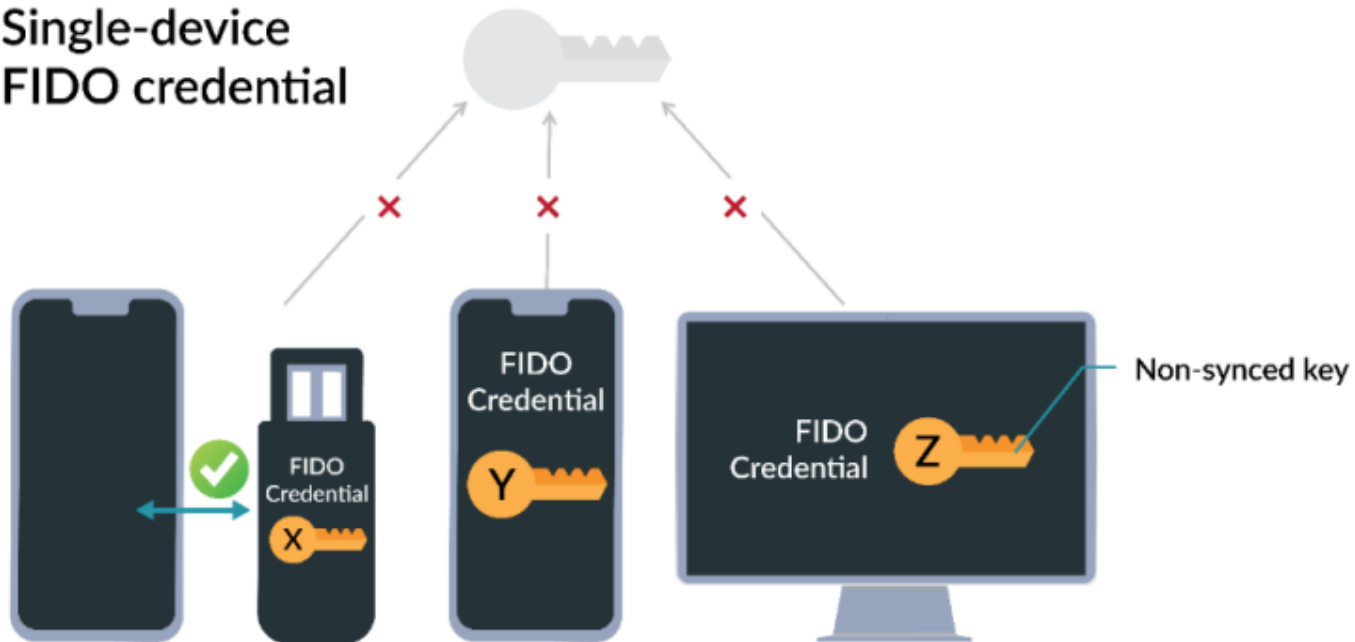 Single-device
FIDO credential
FIDO
Credential
X
FIDO
Credential
Y
FIDO
Credential
Z
Non-synced key